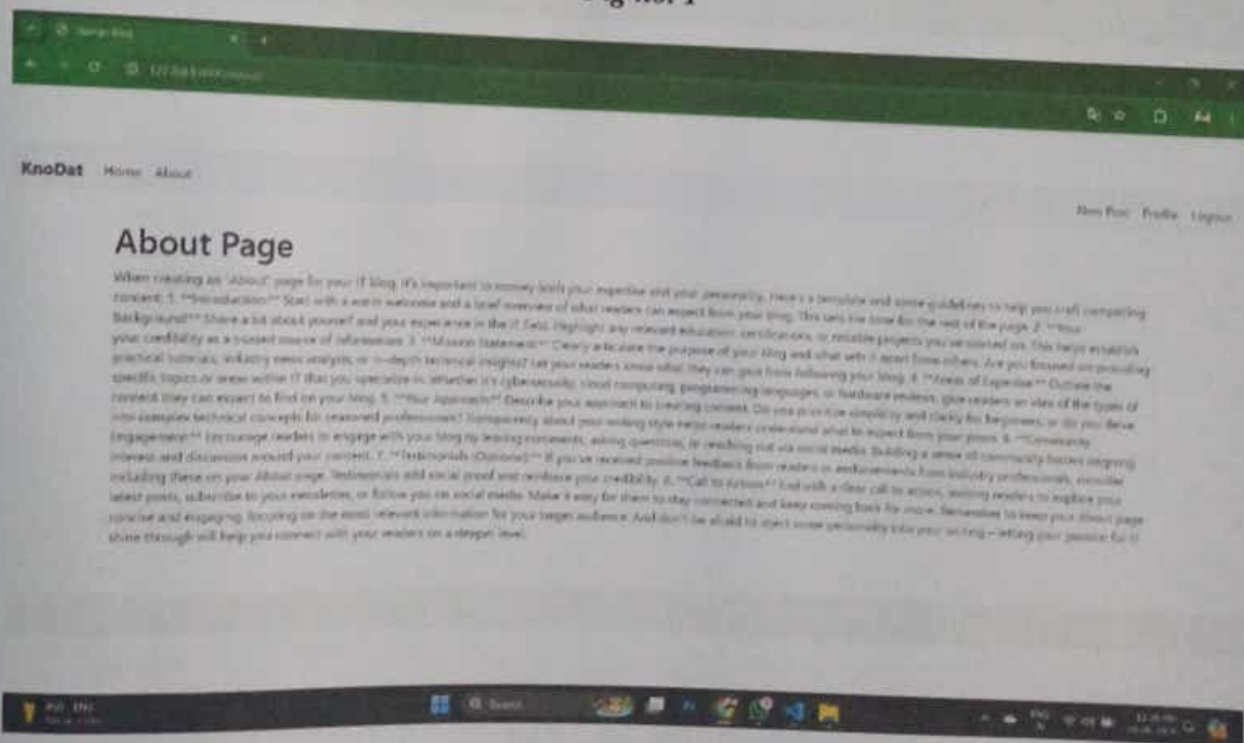 KnoDat Home About
New Post Profile Logout
About Page
When creating an "About" page for your IT blog, it's important to convey both your expertise and your personality. Here's a template and some guidelines to help you craft compelling
content: 1. **Introduction:** Start with a warm welcome and a brief overview of what readers can expect from your blog. This sets the tone for the rest of the page. 2. **Your
Background:** Share a bit about yourself and your experience in the IT field. Highlight any relevant education, certifications, or notable projects you've worked on. This helps establish
your credibility as a trusted source of information. 3. **Mission Statement:** Clearly articulate the purpose of your blog and what sets it apart from others. Are you focused on providing
practical tutorials, industry news analysis, or in-depth technical insights? Let your readers know what they can gain from following your blog. 4. **Areas of Expertise:** Outline the
specific topics or areas within IT that you specialize in, whether it's cybersecurity, cloud computing, programming languages, or hardware reviews, give readers an idea of the types of
content they can expect to find on your blog. 5. **Your Approach:** Describe your approach to creating content. Do you prioritize simplicity and clarity for beginners, or do you delve
into complex technical concepts for seasoned professionals? Transparency about your writing style helps readers understand what to expect from your posts. 6. **Community
Engagement:** Encourage readers to engage with your blog by leaving comments, asking questions, or reaching out via social media. Building a sense of community fosters ongoing
interest and discussion around your content. 7. **Testimonials (Optional):** If you've received positive feedback from readers or endorsements from industry professionals, consider
including these on your About page. Testimonials add social proof and reinforce your credibility. 8. **Call to Action:** End with a clear call to action, inviting readers to explore your
latest posts, subscribe to your newsletter, or follow you on social media. Make it easy for them to stay connected and keep coming back for more. Remember to keep your About page
concise and engaging, focusing on the most relevant information for your target audience. And don't be afraid to inject some personality into your writing – letting your passion for IT
shine through will help you connect with your readers on a deeper level.
Search